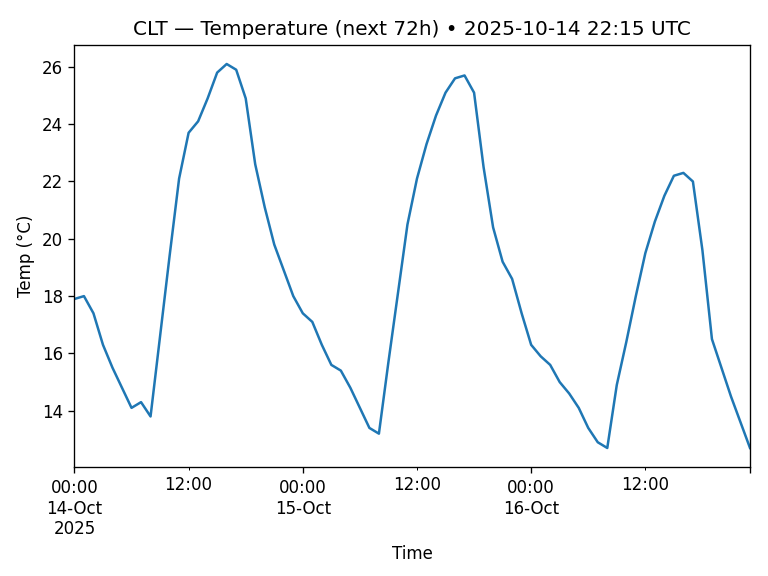 CLT — Temperature (next 72h) • 2025-10-14 22:15 UTC
26
24
22
20
18
16
14
Temp (°C)
00:00 12:00 00:00 12:00 00:00 12:00
14-Oct 15-Oct 16-Oct
2025
Time